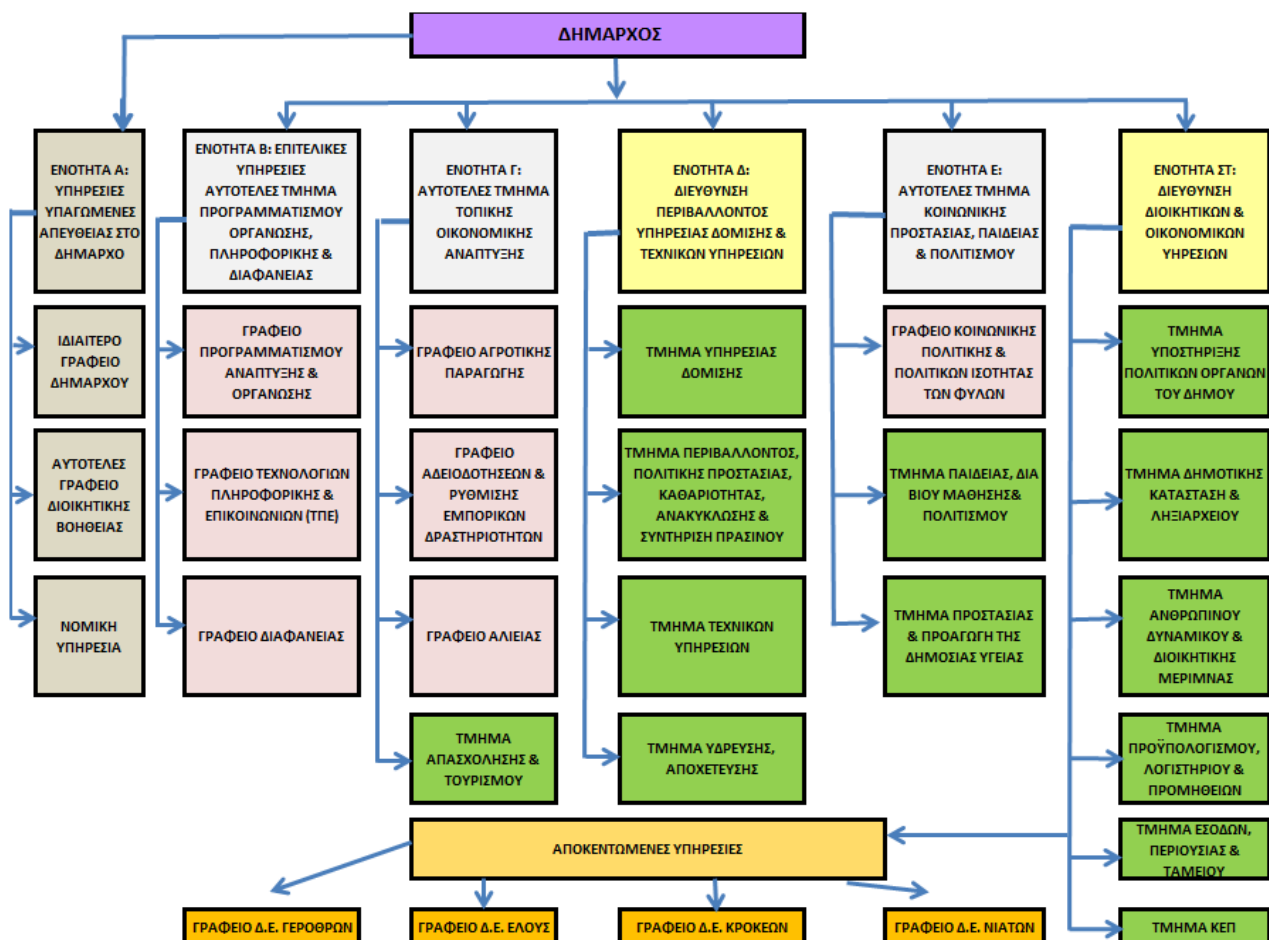 ΔΗΜΑΡΧΟΣ
ΕΝΟΤΗΤΑ Α:
ΥΠΗΡΕΣΙΕΣ
ΥΠΑΓΩΜΕΝΕΣ
ΑΠΕΥΘΕΙΑΣ ΣΤΟ
ΔΗΜΑΡΧΟ
ΕΝΟΤΗΤΑ Β: ΕΠΙΤΕΛΙΚΕΣ
ΥΠΗΡΕΣΙΕΣ
ΑΥΤΟΤΕΛΕΣ ΤΜΗΜΑ
ΠΡΟΓΡΑΜΜΑΤΙΣΜΟΥ
ΟΡΓΑΝΩΣΗΣ,
ΠΛΗΡΟΦΟΡΙΚΗΣ &
ΔΙΑΦΑΝΕΙΑΣ
ΕΝΟΤΗΤΑ Γ:
ΑΥΤΟΤΕΛΕΣ ΤΜΗΜΑ
ΤΟΠΙΚΗΣ
ΟΙΚΟΝΟΜΙΚΗΣ
ΑΝΑΠΤΥΞΗΣ
ΕΝΟΤΗΤΑ Δ:
ΔΙΕΥΘΥΝΣΗ
ΠΕΡΙΒΑΛΛΟΝΤΟΣ
ΥΠΗΡΕΣΙΑΣ ΔΟΜΙΣΗΣ &
ΤΕΧΝΙΚΩΝ ΥΠΗΡΕΣΙΩΝ
ΕΝΟΤΗΤΑ Ε:
ΑΥΤΟΤΕΛΕΣ ΤΜΗΜΑ
ΚΟΙΝΩΝΙΚΗΣ
ΠΡΟΣΤΑΣΙΑΣ, ΠΑΙΔΕΙΑΣ
& ΠΟΛΙΤΙΣΜΟΥ
ΕΝΟΤΗΤΑ ΣΤ:
ΔΙΕΥΘΥΝΣΗ
ΔΙΟΙΚΗΤΙΚΩΝ &
ΟΙΚΟΝΟΜΙΚΩΝ
ΥΗΡΕΣΙΩΝ
ΙΔΙΑΙΤΕΡΟ
ΓΡΑΦΕΙΟ
ΔΗΜΑΡΧΟΥ
ΓΡΑΦΕΙΟ
ΠΡΟΓΡΑΜΜΑΤΙΣΜΟΥ
ΑΝΑΠΤΥΞΗΣ &
ΟΡΓΑΝΩΣΗΣ
ΓΡΑΦΕΙΟ ΑΓΡΟΤΙΚΗΣ
ΠΑΡΑΓΩΓΗΣ
ΤΜΗΜΑ ΥΠΗΡΕΣΙΑΣ
ΔΟΜΙΣΗΣ
ΓΡΑΦΕΙΟ ΚΟΙΝΩΝΙΚΗΣ
ΠΟΛΙΤΙΚΗΣ &
ΠΟΛΙΤΙΚΩΝ ΙΣΟΤΗΤΑΣ
ΤΩΝ ΦΥΛΩΝ
ΤΜΗΜΑ
ΥΠΟΣΤΗΡΙΞΗΣ
ΠΟΛΙΤΙΚΩΝ ΟΡΓΑΝΩΝ
ΤΟΥ ΔΗΜΟΥ
ΑΥΤΟΤΕΛΕΣ
ΓΡΑΦΕΙΟ
ΔΙΟΙΚΗΤΙΚΗΣ
ΒΟΗΘΕΙΑΣ
ΓΡΑΦΕΙΟ ΤΕΧΝΟΛΟΓΙΩΝ
ΠΛΗΡΟΦΟΡΙΚΗΣ &
ΕΠΙΚΟΙΝΩΝΙΩΝ (ΤΠΕ)
ΓΡΑΦΕΙΟ
ΑΔΕΙΟΔΟΤΗΣΕΩΝ &
ΡΥΘΜΙΣΗΣ
ΕΜΠΟΡΙΚΩΝ
ΔΡΑΣΤΗΡΙΟΤΗΤΩΝ
ΤΜΗΜΑ ΠΕΡΙΒΑΛΛΟΝΤΟΣ,
ΠΟΛΙΤΙΚΗΣ ΠΡΟΣΤΑΣΙΑΣ,
ΚΑΘΑΡΙΟΤΗΤΑΣ,
ΑΝΑΚΥΚΛΩΣΗΣ &
ΣΥΝΤΗΡΙΣΗ ΠΡΑΣΙΝΟΥ
ΤΜΗΜΑ ΠΑΙΔΕΙΑΣ, ΔΙΑ
ΒΙΟΥ ΜΑΘΗΣΗΣ&
ΠΟΛΙΤΙΣΜΟΥ
ΤΜΗΜΑ ΔΗΜΟΤΙΚΗΣ
ΚΑΤΑΣΤΑΣΗ &
ΛΗΞΙΑΡΧΕΙΟΥ
ΝΟΜΙΚΗ
ΥΠΗΡΕΣΙΑ
ΓΡΑΦΕΙΟ ΔΙΑΦΑΝΕΙΑΣ
ΓΡΑΦΕΙΟ ΑΛΙΕΙΑΣ
ΤΜΗΜΑ ΤΕΧΝΙΚΩΝ
ΥΠΗΡΕΣΙΩΝ
ΤΜΗΜΑ ΠΡΟΣΤΑΣΙΑΣ
& ΠΡΟΑΓΩΓΗ ΤΗΣ
ΔΗΜΟΣΙΑΣ ΥΓΕΙΑΣ
ΤΜΗΜΑ
ΑΝΘΡΩΠΙΝΟΥ
ΔΥΝΑΜΙΚΟΥ &
ΔΙΟΙΚΗΤΙΚΗΣ
ΜΕΡΙΜΝΑΣ
ΤΜΗΜΑ
ΑΠΑΣΧΟΛΗΣΗΣ &
ΤΟΥΡΙΣΜΟΥ
ΤΜΗΜΑ ΥΔΡΕΥΣΗΣ,
ΑΠΟΧΕΤΕΥΣΗΣ
ΤΜΗΜΑ
ΠΡΟΫΠΟΛΟΓΙΣΜΟΥ,
ΛΟΓΙΣΤΗΡΙΟΥ &
ΠΡΟΜΗΘΕΙΩΝ
ΑΠΟΚΕΝΤΩΜΕΝΕΣ ΥΠΗΡΕΣΙΕΣ
ΤΜΗΜΑ ΕΣΟΔΩΝ,
ΠΕΡΙΟΥΣΙΑΣ &
ΤΑΜΕΙΟΥ
ΓΡΑΦΕΙΟ Δ.Ε. ΓΕΡΟΘΡΩΝ
ΓΡΑΦΕΙΟ Δ.Ε. ΕΛΟΥΣ
ΓΡΑΦΕΙΟ Δ.Ε. ΚΡΟΚΕΩΝ
ΓΡΑΦΕΙΟ Δ.Ε. ΝΙΑΤΩΝ
ΤΜΗΜΑ ΚΕΠ